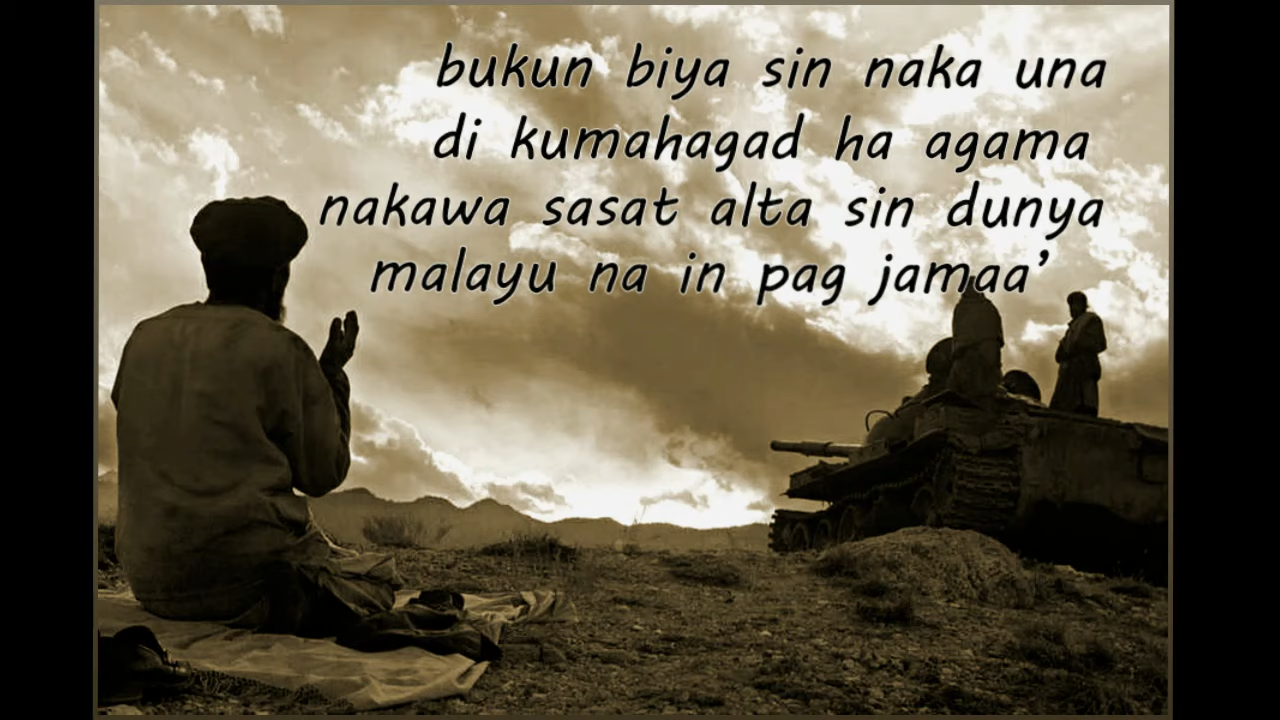 bukun biya sin naka una
di kumahagad ha agama
nakawa sasat alta sin dunya
malayu na in pag jamaa’